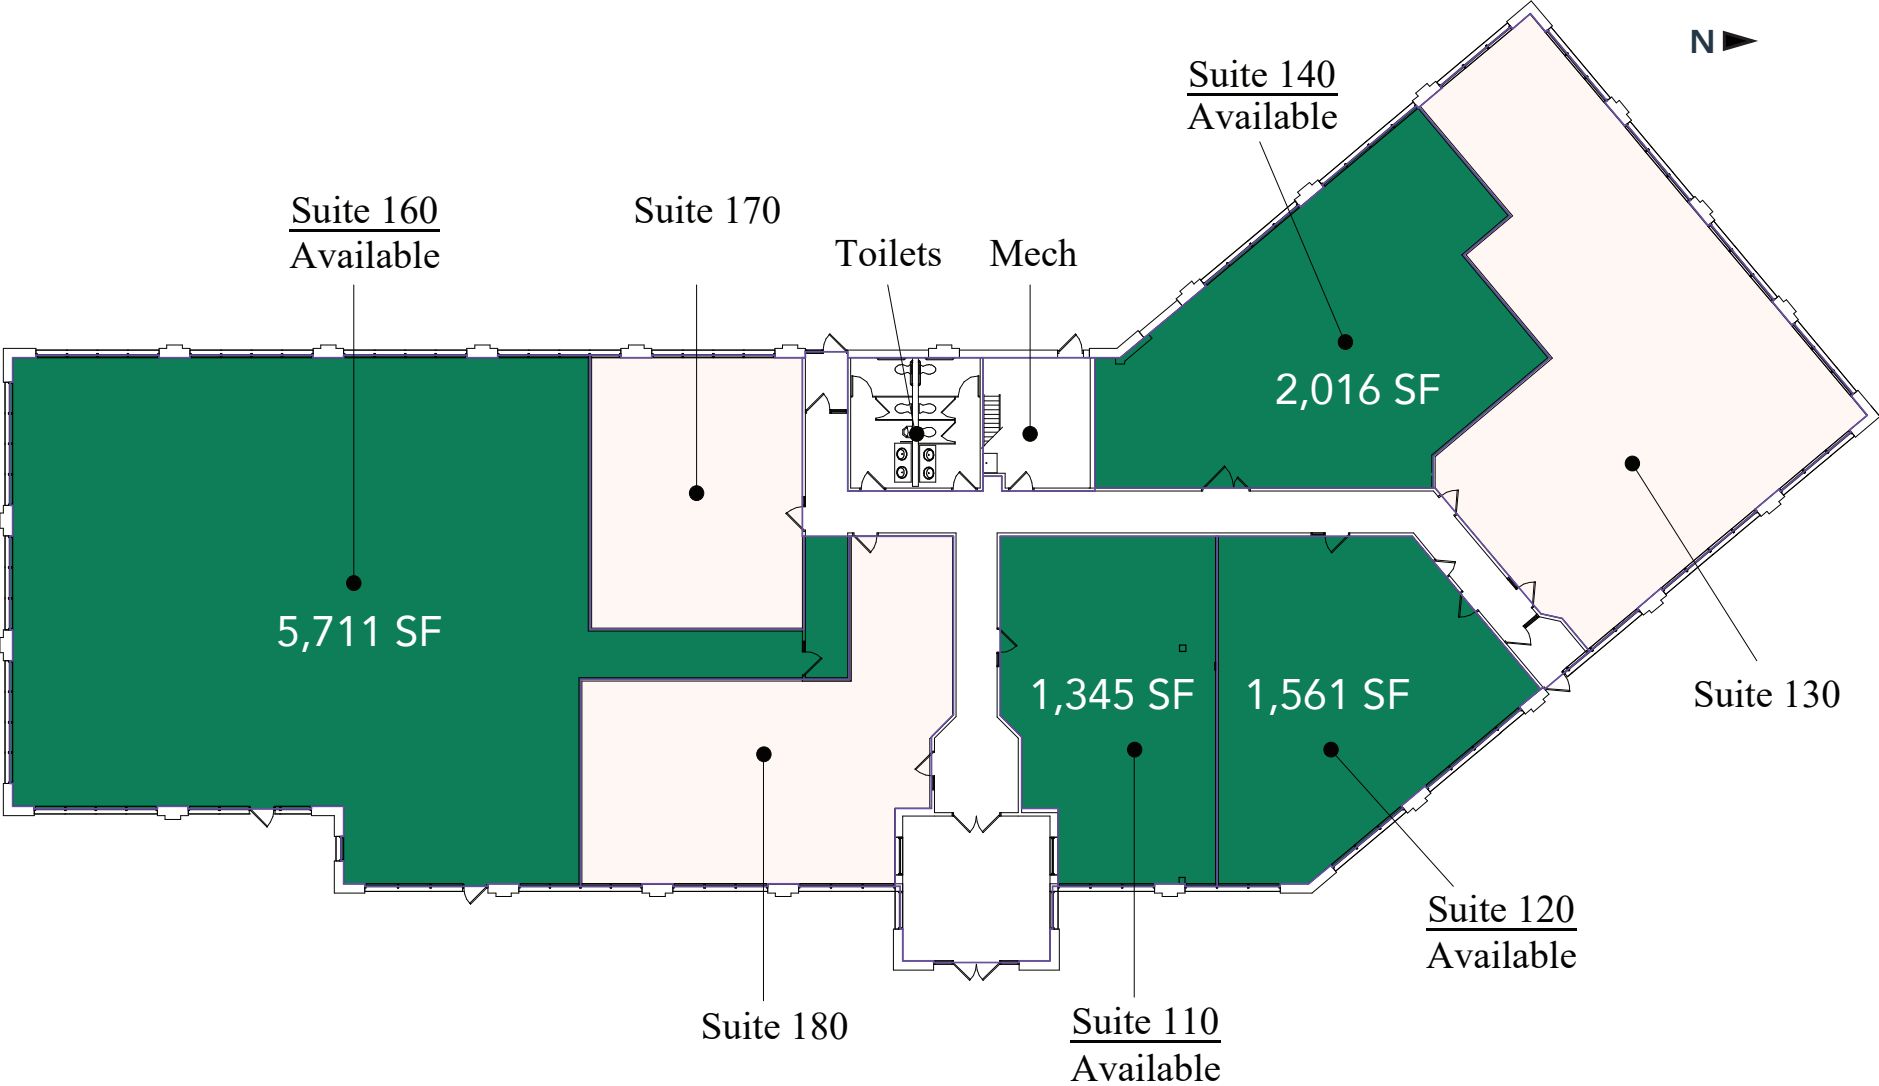 N
Suite 140
Available
Suite 160
Available
Suite 170
Toilets
Mech
2,016 SF
5,711 SF
1,345 SF
1,561 SF
Suite 130
Suite 120
Available
Suite 180
Suite 110
Available